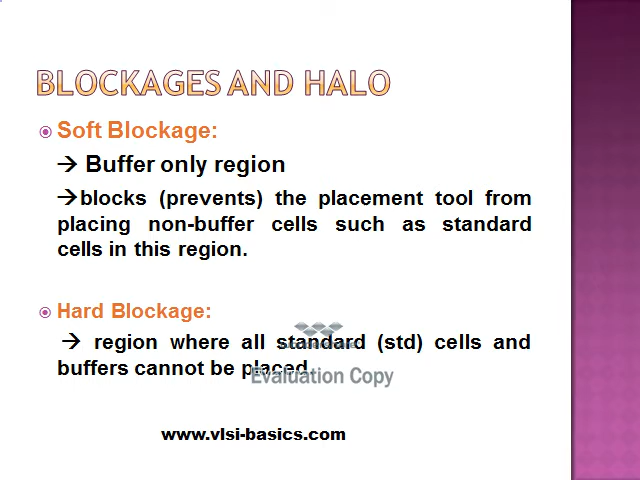 BLOCKAGES AND HALO
Soft Blockage:
→ Buffer only region
→blocks (prevents) the placement tool from
placing non-buffer cells such as standard
cells in this region.
Hard Blockage:
→ region where all standard (std) cells and
buffers cannot be placed.
Evaluation Copy
www.vlsi-basics.com